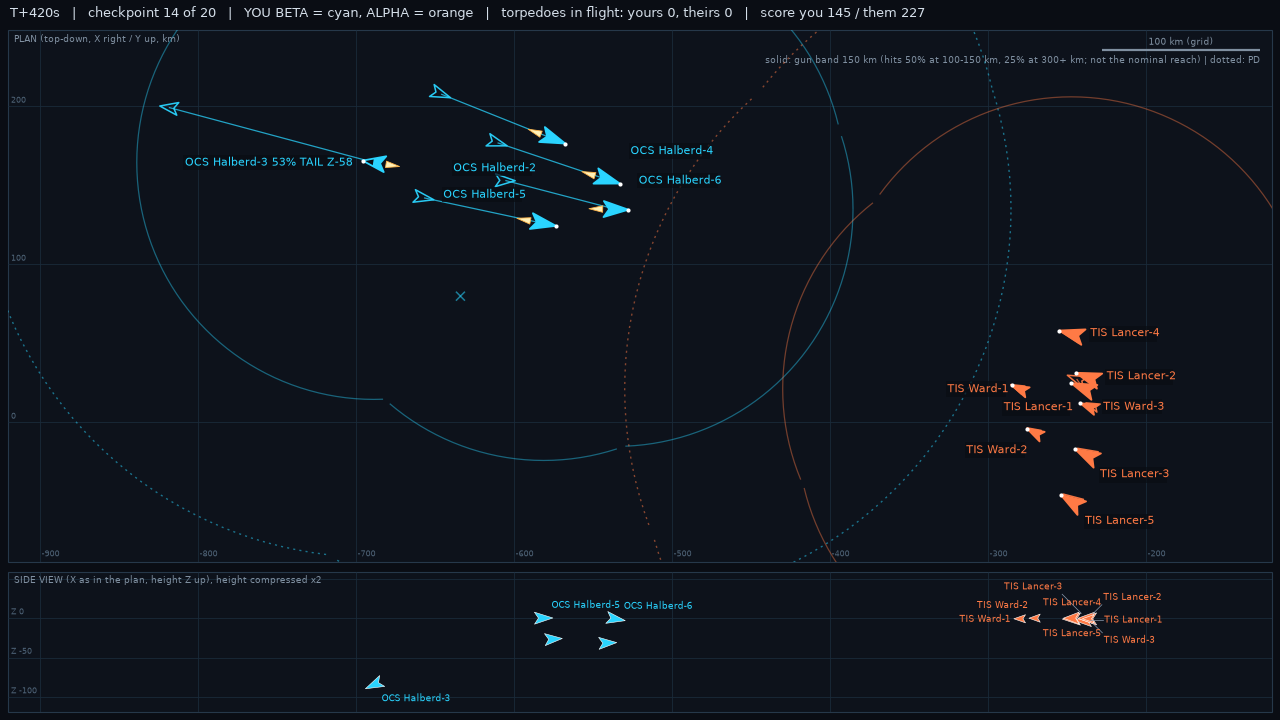 T+420s | checkpoint 14 of 20 | YOU BETA = cyan, ALPHA = orange | torpedoes in flight: yours 0, theirs 0 | score you 145 / them 227
PLAN (top-down, X right / Y up, km)
100 km (grid)
solid: gun band 150 km (hits 50% at 100-150 km, 25% at 300+ km; not the nominal reach) | dotted: PD
200
100
0
OCS Halberd-4
OCS Halberd-3 53% TAIL Z-58
OCS Halberd-2
OCS Halberd-6
OCS Halberd-5
TIS Lancer-4
TIS Lancer-2
TIS Ward-1
TIS Lancer-1
TIS Ward-3
TIS Ward-2
TIS Lancer-3
TIS Lancer-5
-900
-800
-700
-600
-500
-400
-300
-200
SIDE VIEW (X as in the plan, height Z up), height compressed x2
Z 0
Z -50
Z -100
OCS Halberd-5
OCS Halberd-6
OCS Halberd-3
TIS Lancer-3
TIS Lancer-2
TIS Ward-2
TIS Lancer-4
TIS Ward-1
TIS Lancer-1
TIS Lancer-5
TIS Ward-3